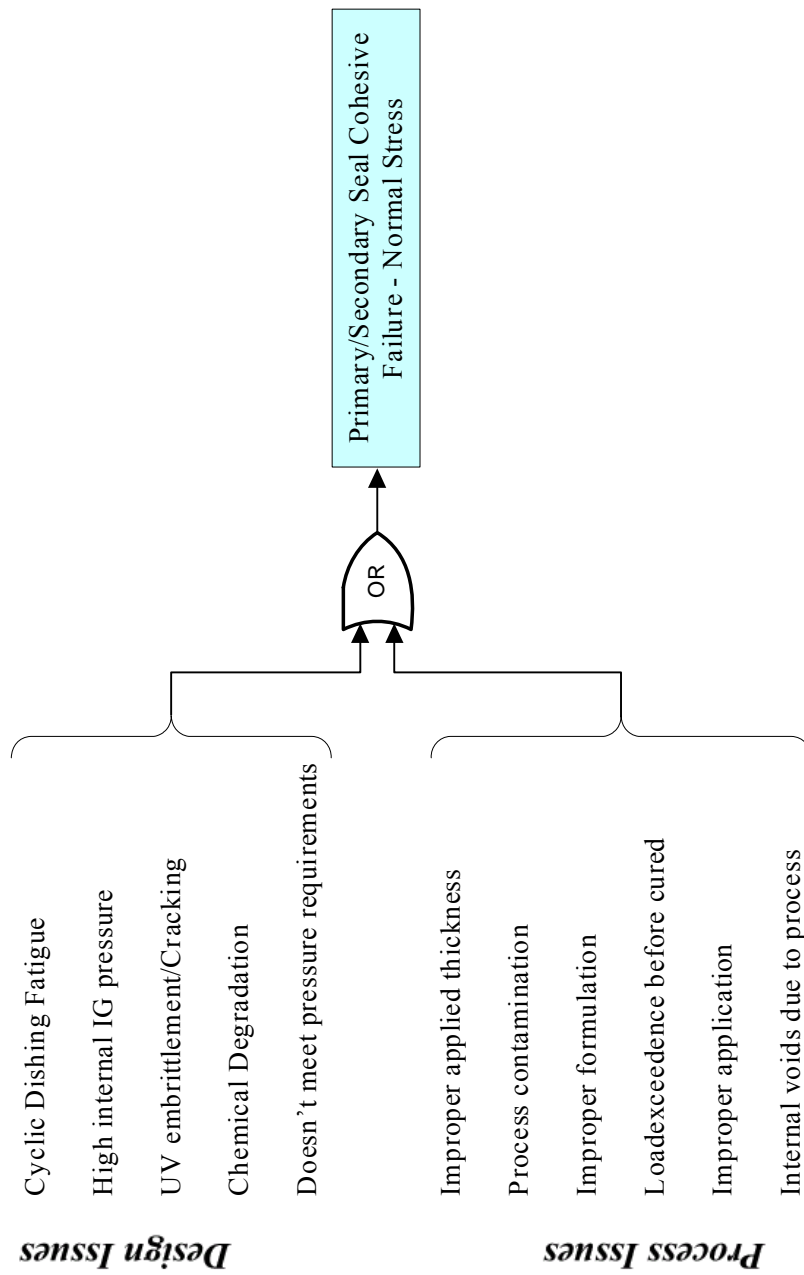 Design Issues
Cyclic Dishing Fatigue
High internal IG pressure
UV embrittlement/Cracking
Chemical Degradation
Doesn't meet pressure requirements
Process Issues
Improper applied thickness
Process contamination
Improper formulation
Loadexceedence before cured
Improper application
Internal voids due to process
OR
Primary/Secondary Seal Cohesive
Failure - Normal Stress